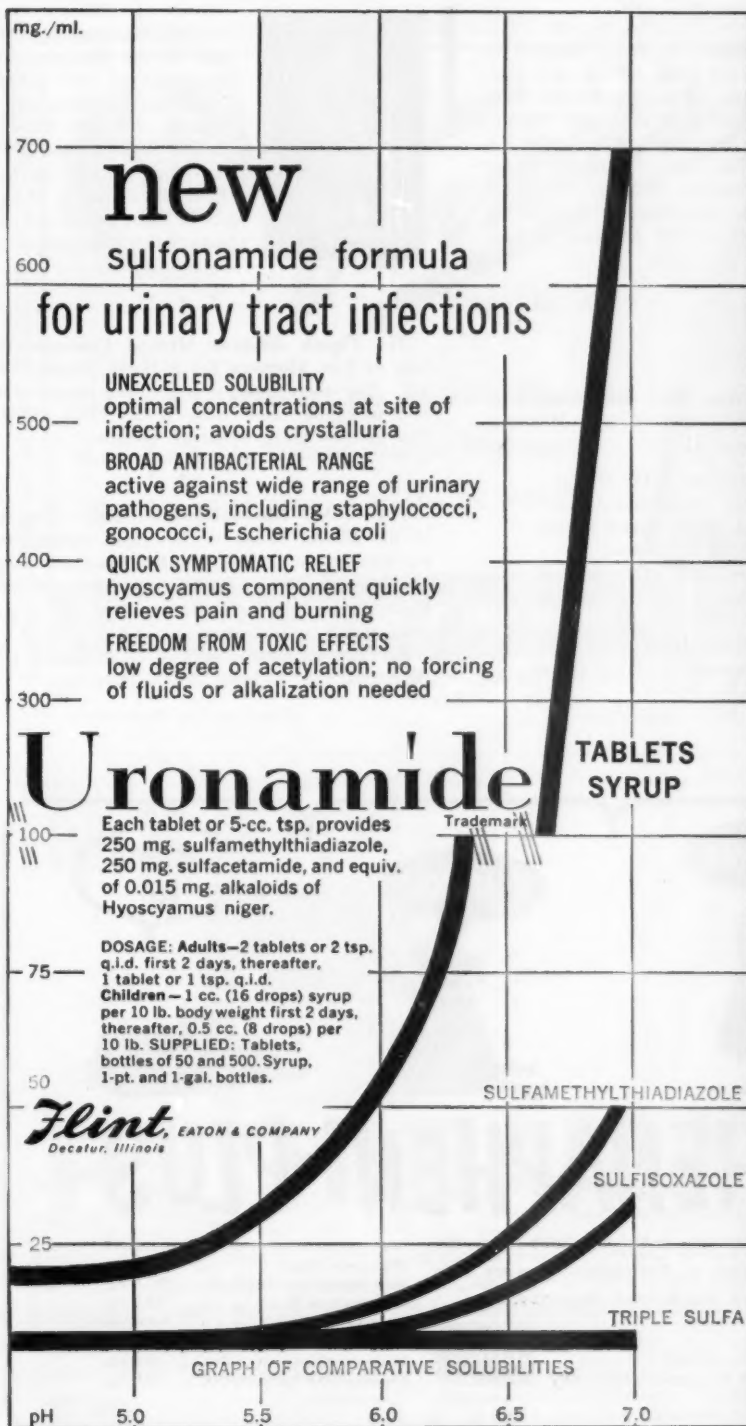 mg./ml.
700
new
sulfonamide formula
600
for urinary tract infections
UNEXCELLED SOLUBILITY
optimal concentrations at site of
infection; avoids crystalluria
500
BROAD ANTIBACTERIAL RANGE
active against wide range of urinary
pathogens, including staphylococci,
gonococci, Escherichia coli
400
QUICK SYMPTOMATIC RELIEF
hyoscyamus component quickly
relieves pain and burning
FREEDOM FROM TOXIC EFFECTS
low degree of acetylation; no forcing
of fluids or alkalization needed
300
Uronamide
Trademark
TABLETS
SYRUP
100
Each tablet or 5-cc. tsp. provides
250 mg. sulfamethylthiadiazole,
250 mg. sulfacetamide, and equiv.
of 0.015 mg. alkaloids of
Hyoscyamus niger.
DOSAGE: Adults—2 tablets or 2 tsp.
q.i.d. first 2 days, thereafter,
1 tablet or 1 tsp. q.i.d.
Children — 1 cc. (16 drops) syrup
per 10 lb. body weight first 2 days,
thereafter, 0.5 cc. (8 drops) per
10 lb. SUPPLIED: Tablets,
bottles of 50 and 500. Syrup,
1-pt. and 1-gal. bottles.
75
50
Flint, EATON & COMPANY
Decatur, Illinois
SULFAMETHYLTHIADIAZOLE
SULFISOXAZOLE
25
TRIPLE SULFA
GRAPH OF COMPARATIVE SOLUBILITIES
pH 5.0 5.5 6.0 6.5 7.0